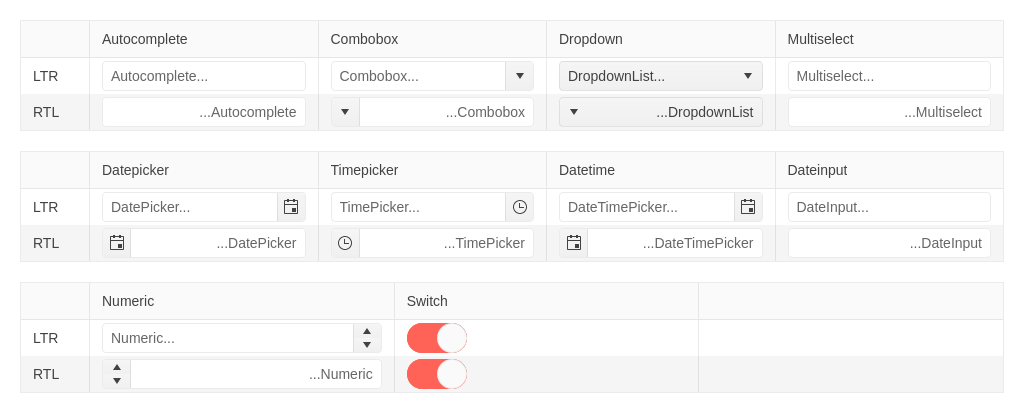 Autocomplete Combobox Dropdown Multiselect
LTR Autocomplete... Combobox... DropdownList... Multiselect...
RTL ...Autocomplete ...Combobox ...DropdownList ...Multiselect
Datepicker Timepicker Datetime Dateinput
LTR DatePicker... TimePicker... DateTimePicker... DateInput...
RTL ...DatePicker ...TimePicker ...DateTimePicker ...DateInput
Numeric Switch
LTR Numeric...
RTL ...Numeric